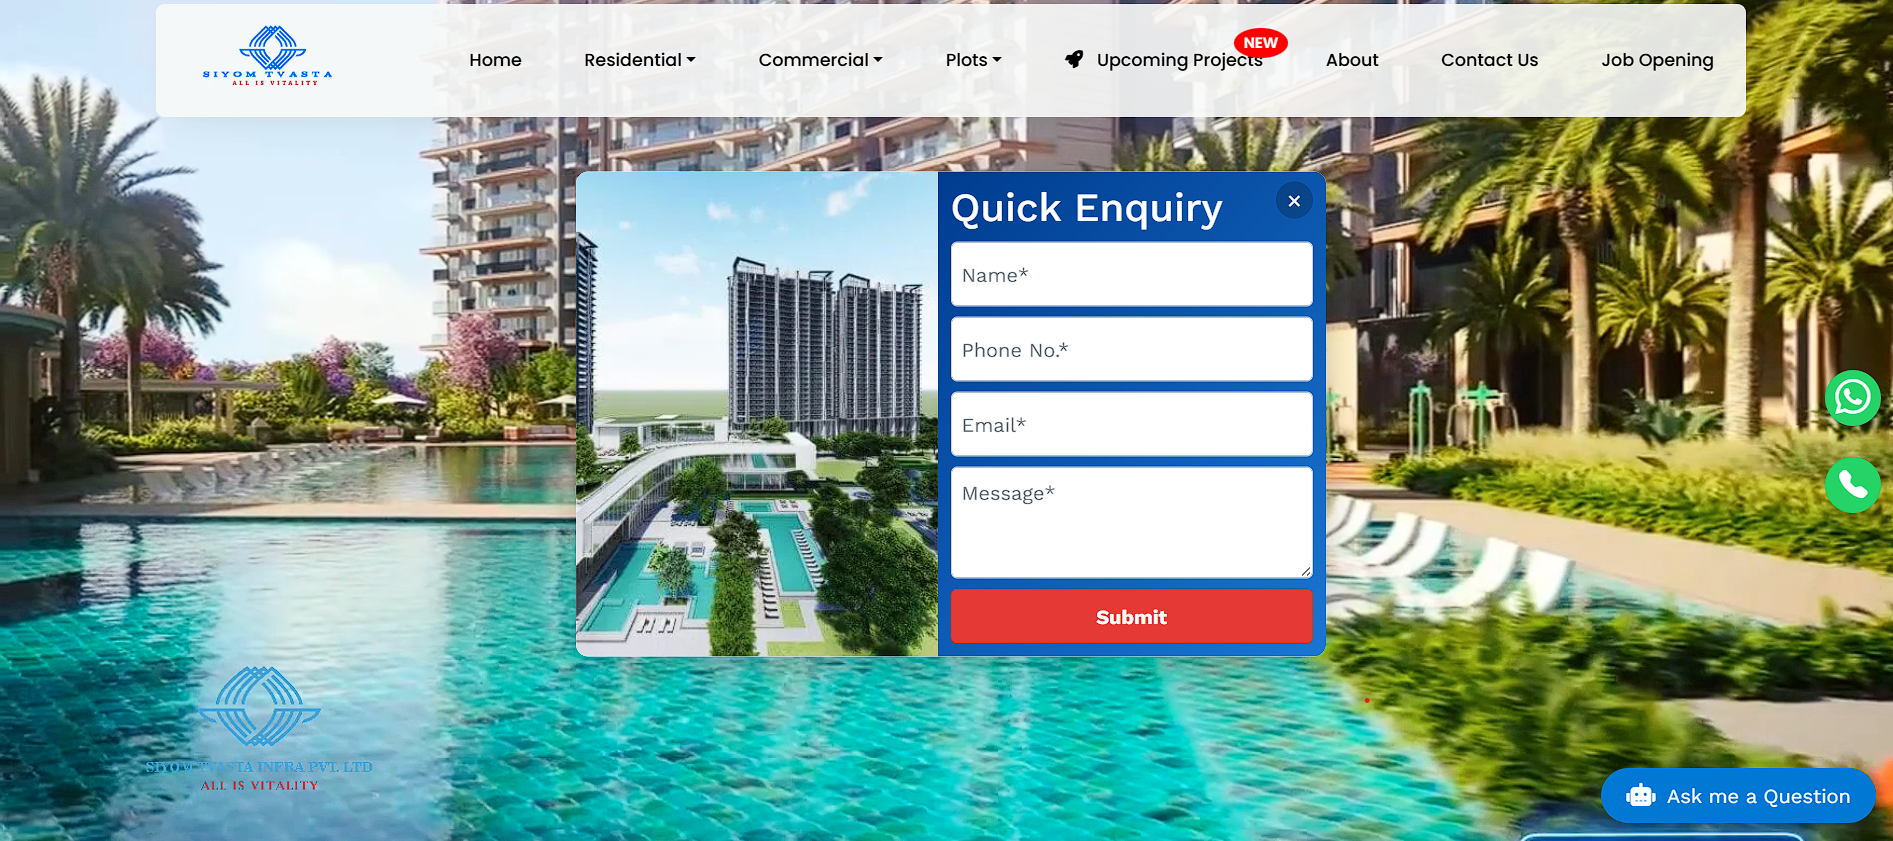 SIYOM TVASTA
ALL IS VITALITY
Home
Residential
Commercial
Plots
Upcoming Projects
NEW
About
Contact Us
Job Opening
Quick Enquiry
Name*
Phone No.*
Email*
Message*
Submit
SIYOM TVASTA INFRA PVT. LTD
ALL IS VITALITY
Ask me a Question